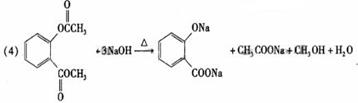 O
OCCH₃
ONa
(4) +3NaOH △ +CH₃COONa+CH₃OH+H₂O
COCH₃
COONa
O